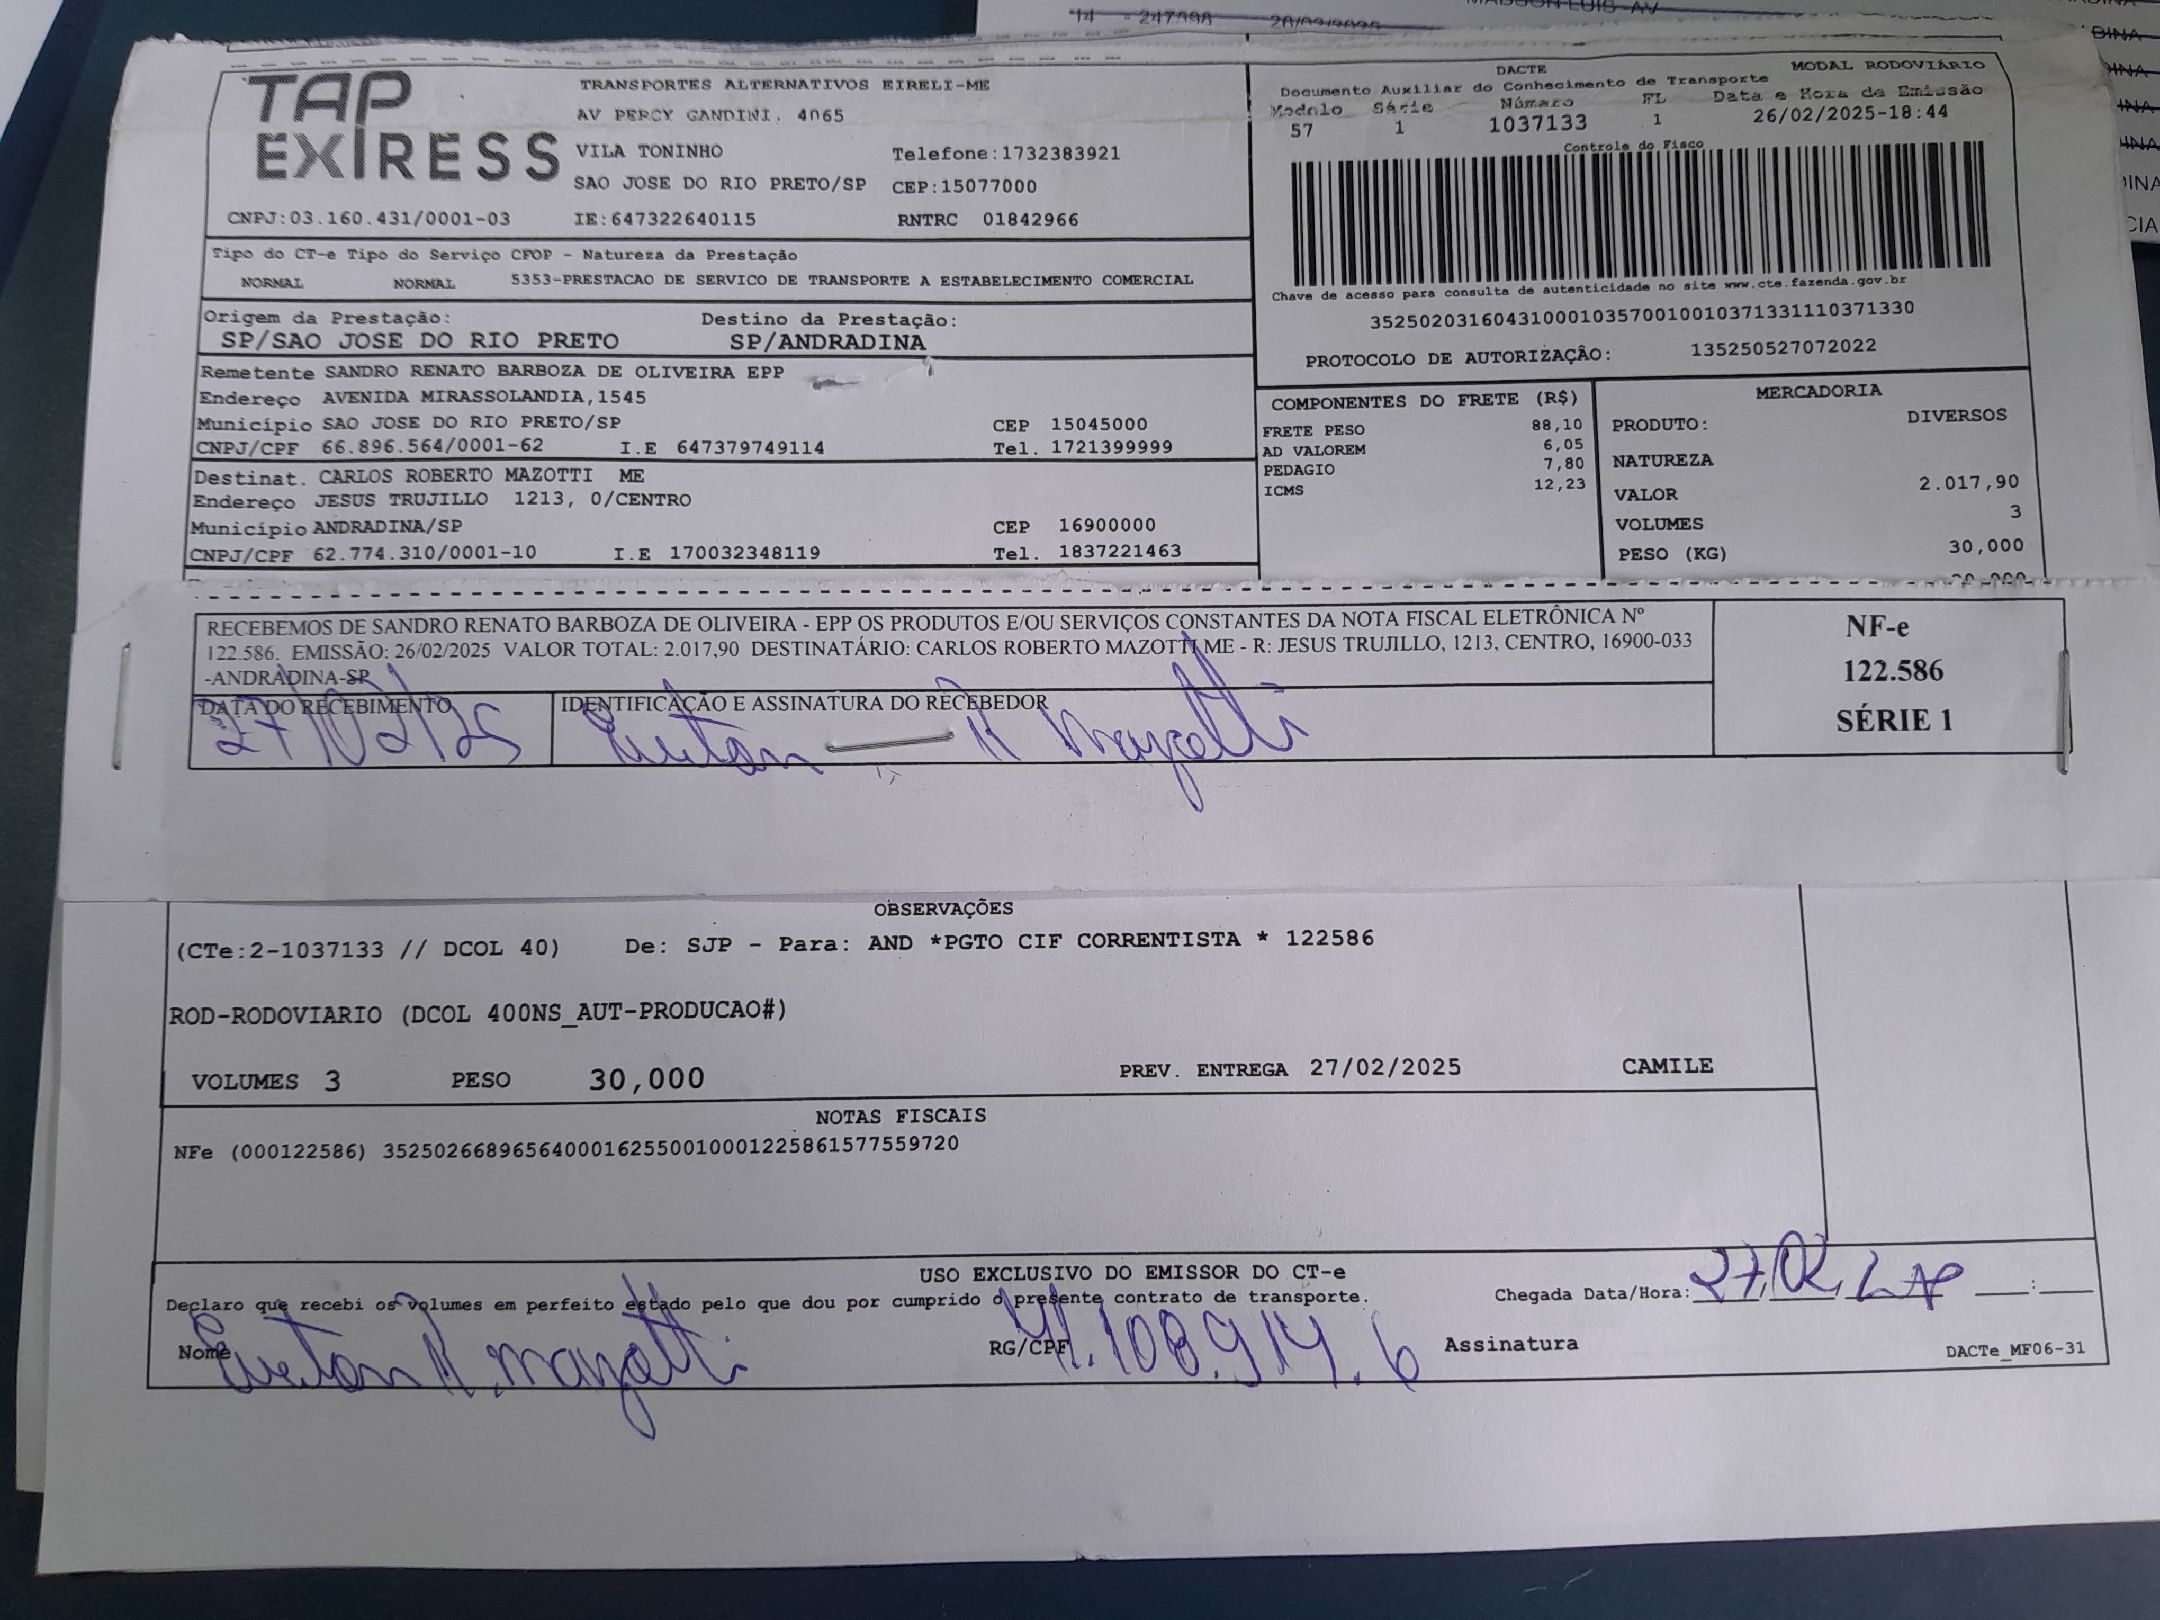 TAP EXPRESS
TRANSPORTES ALTERNATIVOS EIRELI-ME
AV PERCY GANDINI, 4065
VILA TONINHO Telefone:1732383921
SAO JOSE DO RIO PRETO/SP CEP:15077000
CNPJ:03.160.431/0001-03 IE:647322640115 RNTRC 01842966
DACTE MODAL RODOVIÁRIO
Documento Auxiliar do Conhecimento de Transporte
Modelo Série Número FL Data e Hora da Emissão
57 1 1037133 1 26/02/2025-18:44
Controle do Fisco
Chave de acesso para consulta de autenticidade no site www.cte.fazenda.gov.br
35250203160431000103570010010371331110371330
PROTOCOLO DE AUTORIZAÇÃO: 135250527072022
Tipo do CT-e Tipo do Serviço CFOP - Natureza da Prestação
NORMAL NORMAL 5353-PRESTACAO DE SERVICO DE TRANSPORTE A ESTABELECIMENTO COMERCIAL
Origem da Prestação: Destino da Prestação:
SP/SAO JOSE DO RIO PRETO SP/ANDRADINA
Remetente SANDRO RENATO BARBOZA DE OLIVEIRA EPP
Endereço AVENIDA MIRASSOLANDIA,1545
Município SAO JOSE DO RIO PRETO/SP CEP 15045000
CNPJ/CPF 66.896.564/0001-62 I.E 647379749114 Tel. 1721399999
Destinat. CARLOS ROBERTO MAZOTTI ME
Endereço JESUS TRUJILLO 1213, 0/CENTRO
Município ANDRADINA/SP CEP 16900000
CNPJ/CPF 62.774.310/0001-10 I.E 170032348119 Tel. 1837221463
COMPONENTES DO FRETE (R$)
FRETE PESO 88,10
AD VALOREM 6,05
PEDAGIO 7,80
ICMS 12,23
MERCADORIA
PRODUTO: DIVERSOS
NATUREZA
VALOR 2.017,90
VOLUMES 3
PESO (KG) 30,000
RECEBEMOS DE SANDRO RENATO BARBOZA DE OLIVEIRA - EPP OS PRODUTOS E/OU SERVIÇOS CONSTANTES DA NOTA FISCAL ELETRÔNICA Nº
122.586. EMISSÃO: 26/02/2025 VALOR TOTAL: 2.017,90 DESTINATÁRIO: CARLOS ROBERTO MAZOTTI ME - R: JESUS TRUJILLO, 1213, CENTRO, 16900-033
-ANDRADINA-SP
DATA DO RECEBIMENTO IDENTIFICAÇÃO E ASSINATURA DO RECEBEDOR
27/02/25 Eweton R Mazotti
NF-e
122.586
SÉRIE 1
OBSERVAÇÕES
(CTe:2-1037133 // DCOL 40) De: SJP - Para: AND *PGTO CIF CORRENTISTA * 122586
ROD-RODOVIARIO (DCOL 400NS_AUT-PRODUCAO#)
VOLUMES 3 PESO 30,000 PREV. ENTREGA 27/02/2025 CAMILE
NOTAS FISCAIS
NFe (000122586) 35250266896564000162550010001225861577559720
USO EXCLUSIVO DO EMISSOR DO CT-e
Declaro que recebi os volumes em perfeito estado pelo que dou por cumprido o presente contrato de transporte. Chegada Data/Hora: 27, 02,
Nome Eweton R. Mazotti RG/CPF 41.108.914.6 Assinatura
DACTe_MF06-31